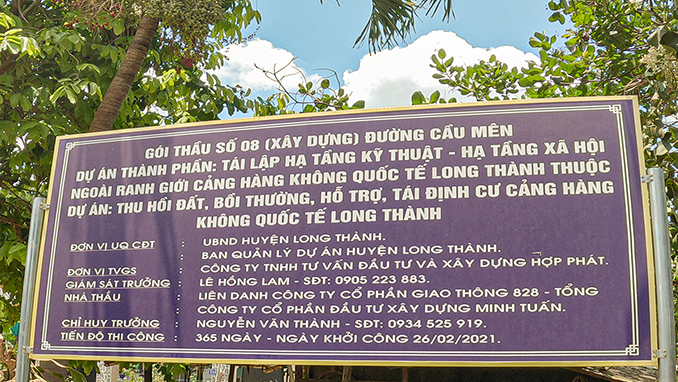 GÓI THẦU SỐ 08 (XÂY DỰNG) ĐƯỜNG CẦU MÊN
DỰ ÁN THÀNH PHẦN: TÁI LẬP HẠ TẦNG KỸ THUẬT - HẠ TẦNG XÃ HỘI
NGOÀI RANH GIỚI CẢNG HÀNG KHÔNG QUỐC TẾ LONG THÀNH THUỘC
DỰ ÁN: THU HỒI ĐẤT, BỒI THƯỜNG, HỖ TRỢ, TÁI ĐỊNH CƯ CẢNG HÀNG
KHÔNG QUỐC TẾ LONG THÀNH
ĐƠN VỊ UQ CĐT : UBND HUYỆN LONG THÀNH.
: BAN QUẢN LÝ DỰ ÁN HUYỆN LONG THÀNH.
ĐƠN VỊ TVGS : CÔNG TY TNHH TƯ VẤN ĐẦU TƯ VÀ XÂY DỰNG HỢP PHÁT.
GIÁM SÁT TRƯỞNG : LÊ HỒNG LAM - SĐT: 0905 223 883.
NHÀ THẦU : LIÊN DANH CÔNG TY CỔ PHẦN GIAO THÔNG 828 - TỔNG
CÔNG TY CỔ PHẦN ĐẦU TƯ XÂY DỰNG MINH TUẤN.
CHỈ HUY TRƯỞNG : NGUYỄN VĂN THÀNH - SĐT: 0934 525 919.
TIẾN ĐỘ THI CÔNG : 365 NGÀY - NGÀY KHỞI CÔNG 26/02/2021.